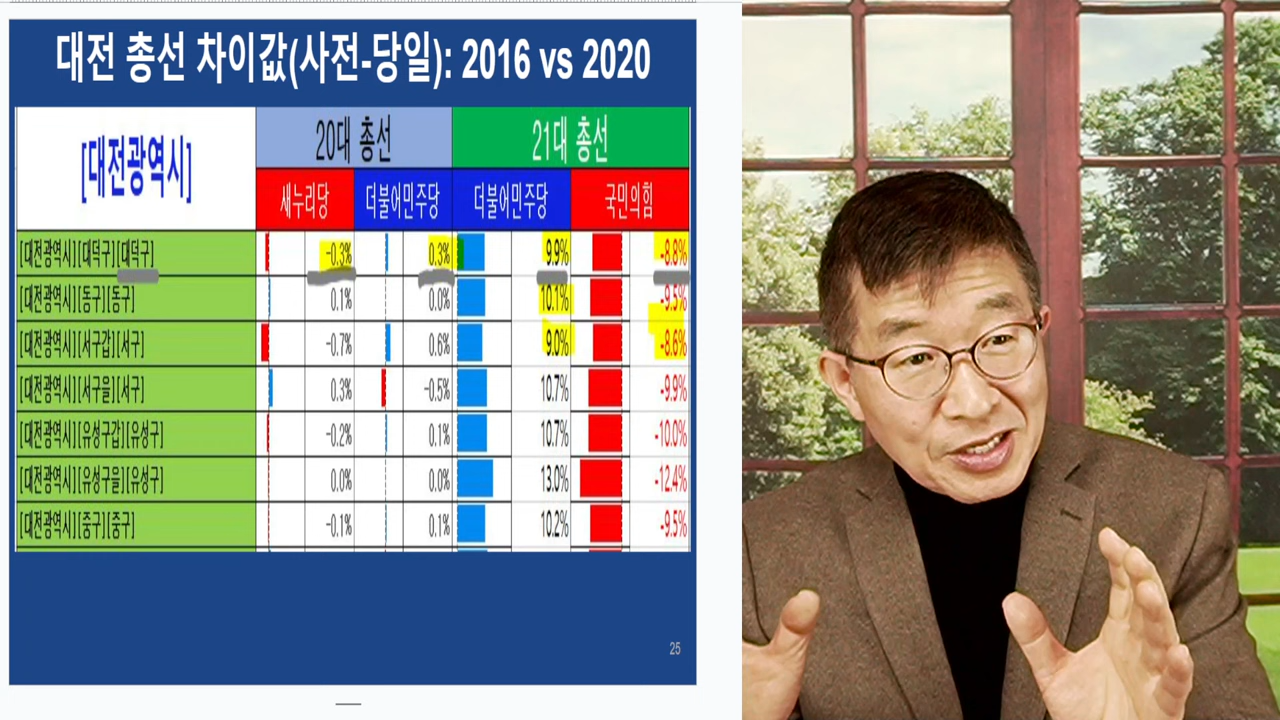 대전 총선 차이값(사전-당일): 2016 vs 2020
[대전광역시] 20대 총선 21대 총선
새누리당 더불어민주당 더불어민주당 국민의힘
[대전광역시][대덕구][대덕구] -0.3% 0.3% 9.9% -8.8%
[대전광역시][동구][동구] 0.1% 0.0% 10.1% -9.5%
[대전광역시][서구갑][서구] -0.7% 0.6% 9.0% -8.6%
[대전광역시][서구을][서구] 0.3% -0.5% 10.7% -9.9%
[대전광역시][유성구갑][유성구] -0.2% 0.1% 10.7% -10.0%
[대전광역시][유성구을][유성구] 0.0% 0.0% 13.0% -12.4%
[대전광역시][중구][중구] -0.1% 0.1% 10.2% -9.5%
25